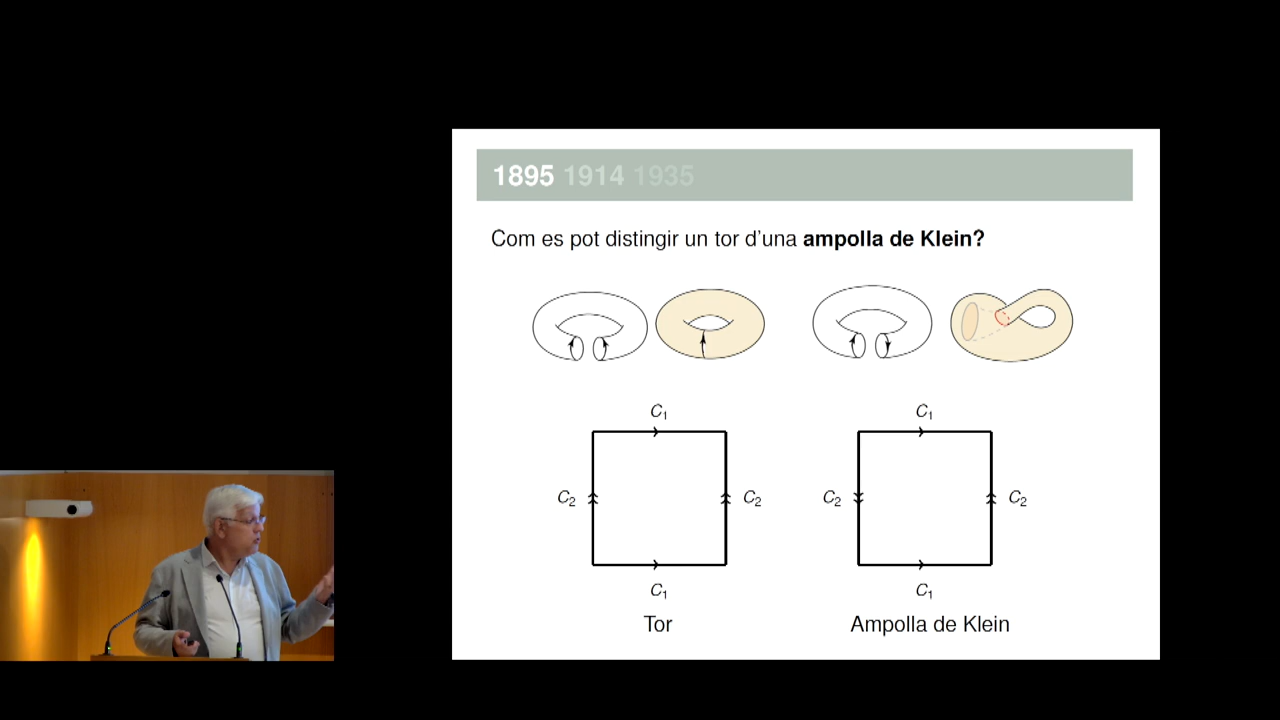 1895 1914 1935
Com es pot distingir un tor d'una ampolla de Klein?
C1 C1
C2 C2 C2 C2
C1 C1
Tor Ampolla de Klein